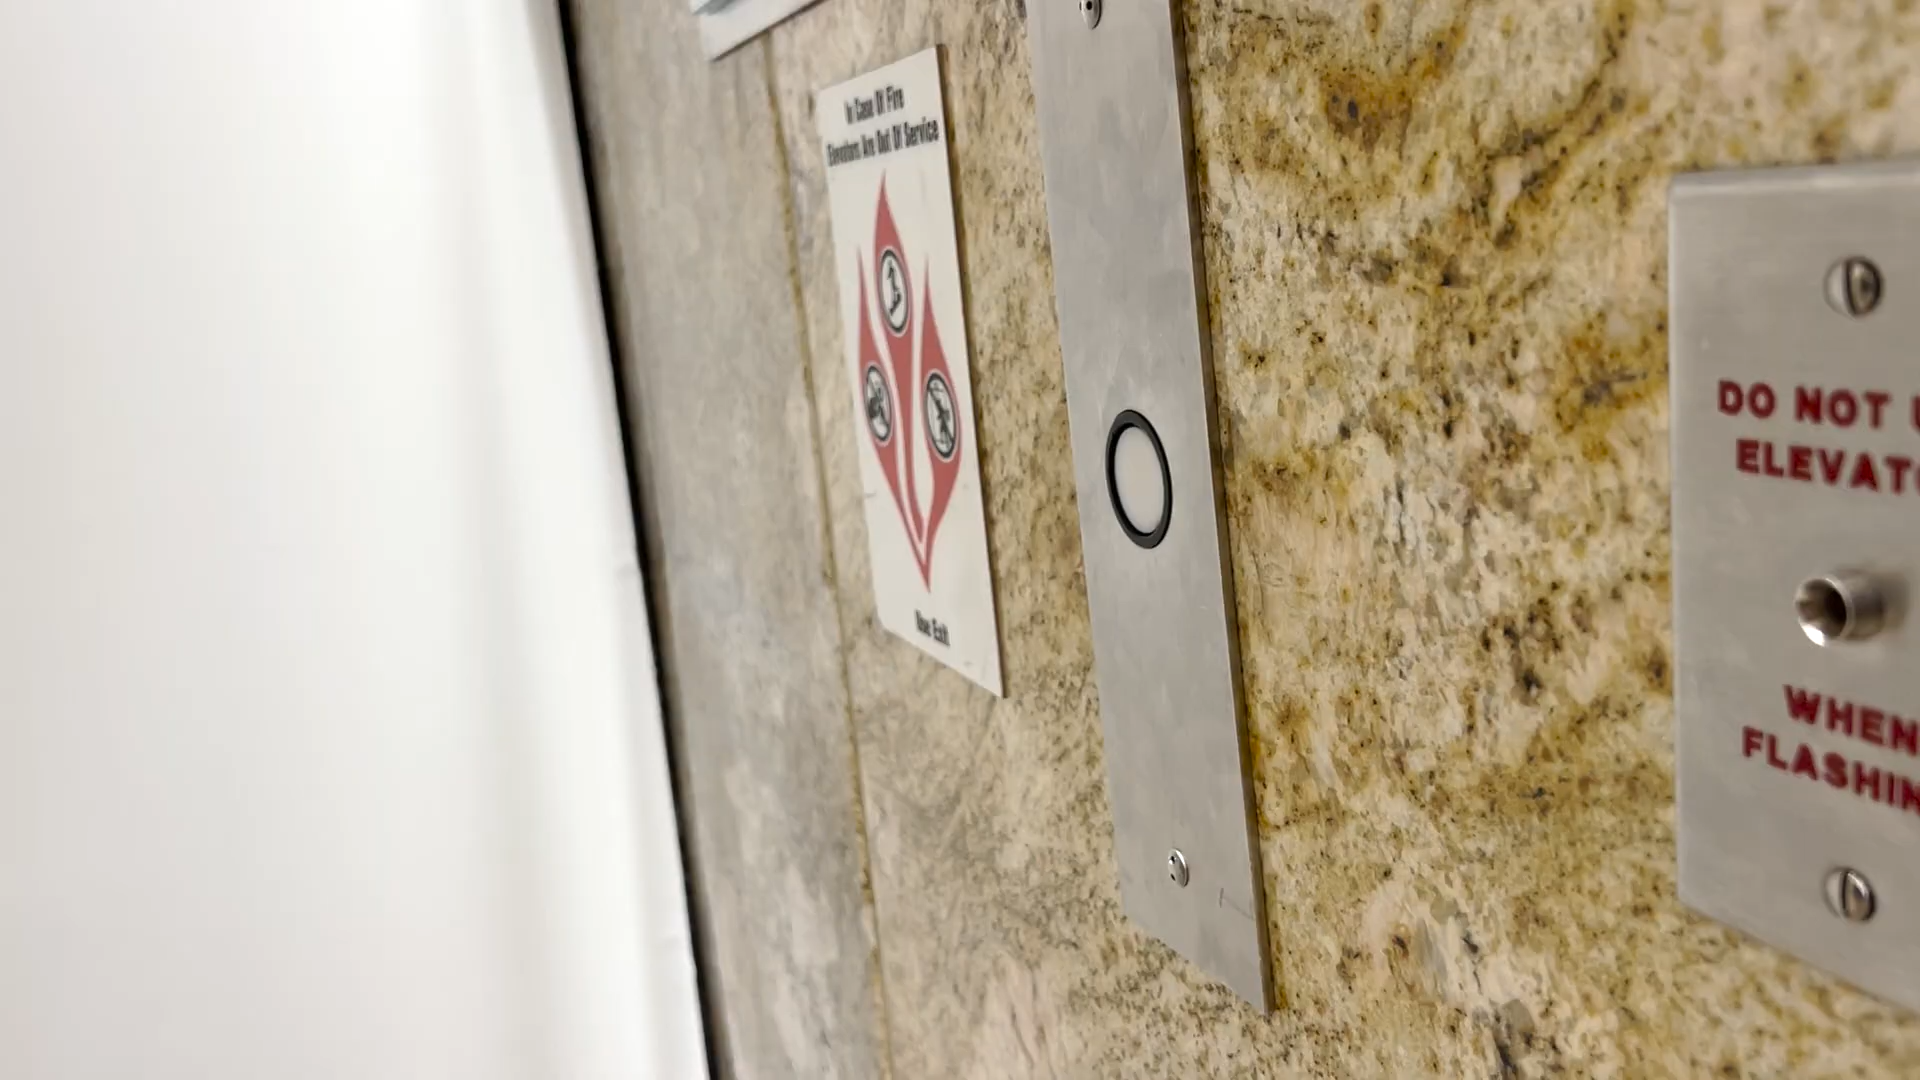 In Case Of Fire
Elevators Are Out Of Service
Use Exit
DO NOT U
ELEVATO
WHEN
FLASHIN